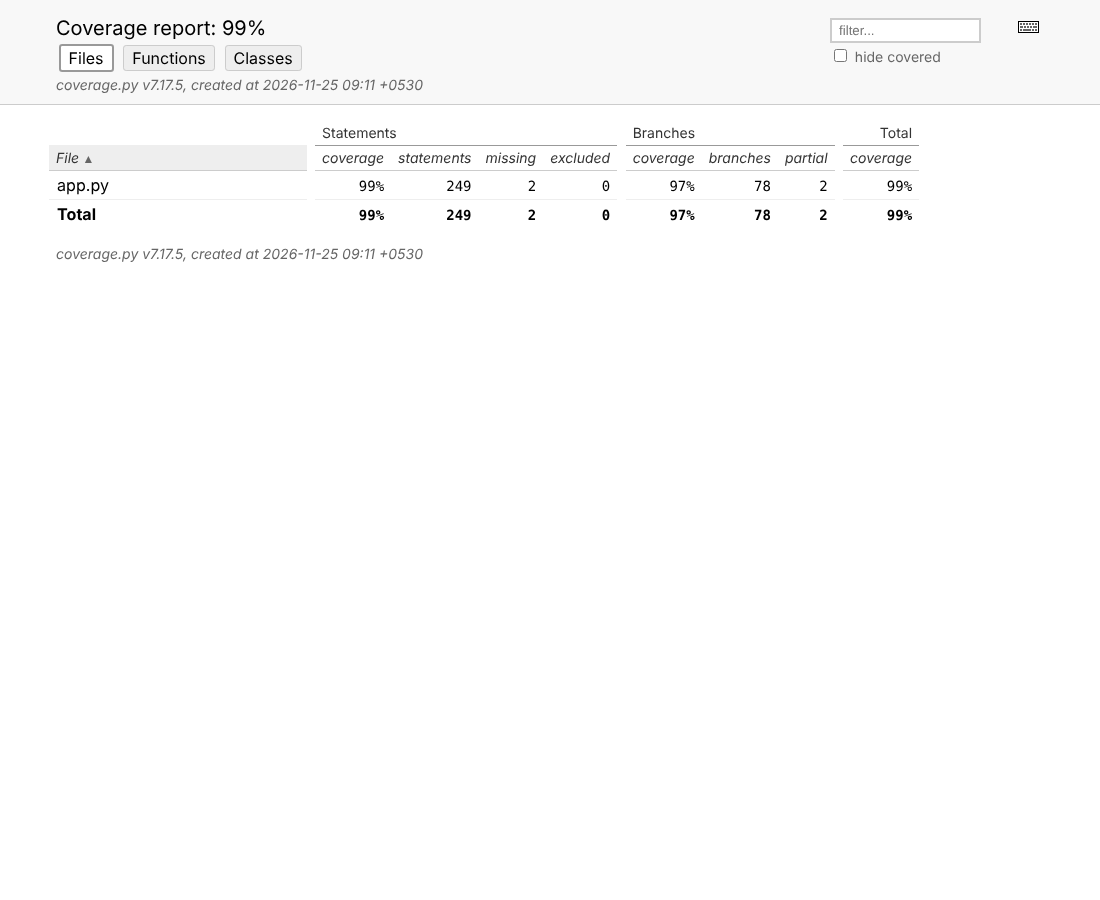 Coverage report: 99%
filter...
Files Functions Classes
hide covered
coverage.py v7.17.5, created at 2026-11-25 09:11 +0530
Statements Branches Total
File ▲ coverage statements missing excluded coverage branches partial coverage
app.py 99% 249 2 0 97% 78 2 99%
Total 99% 249 2 0 97% 78 2 99%
coverage.py v7.17.5, created at 2026-11-25 09:11 +0530